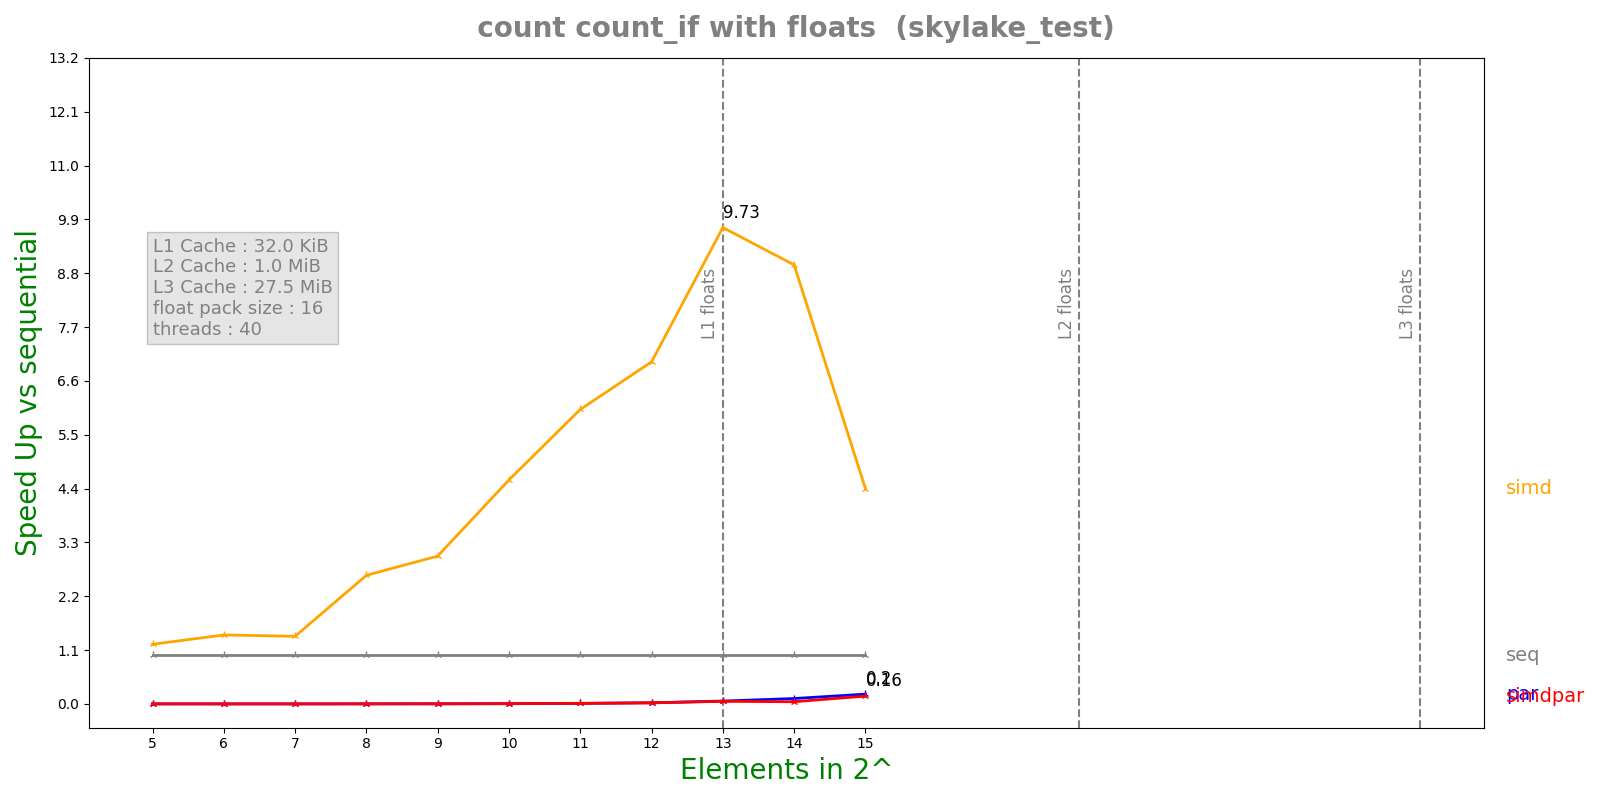 count count_if with floats (skylake_test)
Speed Up vs sequential
13.2
12.1
11.0
9.9
8.8
7.7
6.6
5.5
4.4
3.3
2.2
1.1
0.0
L1 Cache : 32.0 KiB
L2 Cache : 1.0 MiB
L3 Cache : 27.5 MiB
float pack size : 16
threads : 40
9.73
L1 floats
L2 floats
L3 floats
0.2
0.16
simd
seq
par
simdpar
5 6 7 8 9 10 11 12 13 14 15
Elements in 2^